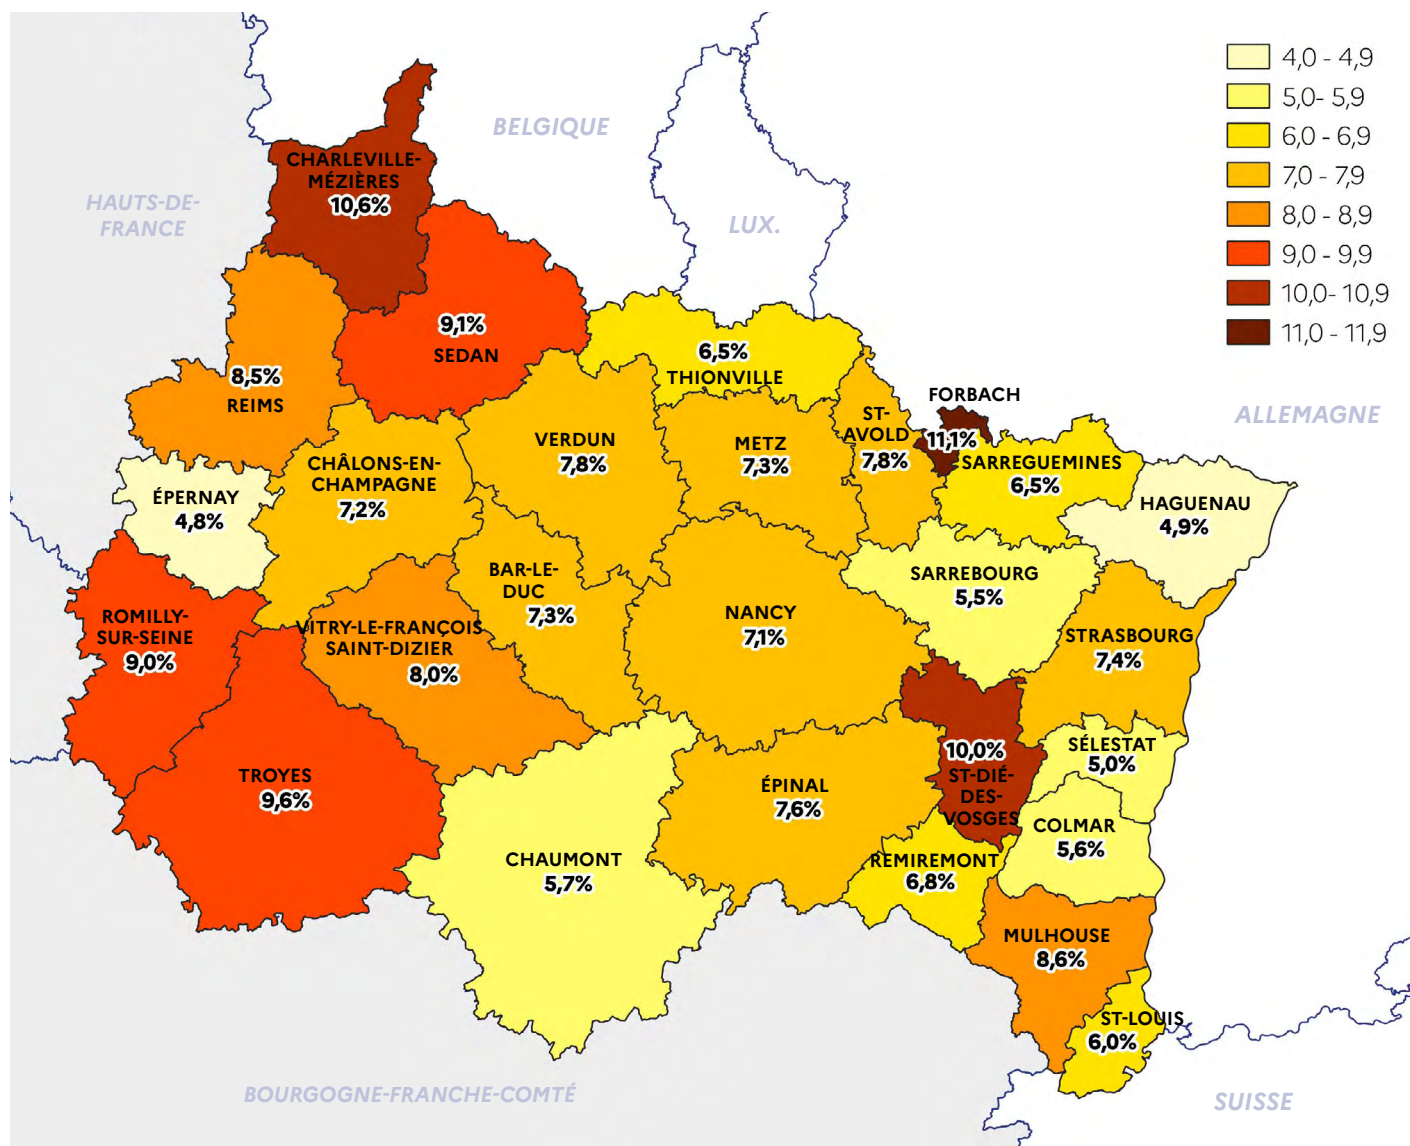 4,0 - 4,9
5,0- 5,9
6,0 - 6,9
7,0 - 7,9
8,0 - 8,9
9,0 - 9,9
10,0- 10,9
11,0 - 11,9
BELGIQUE
HAUTS-DE-
FRANCE
LUX.
ALLEMAGNE
CHARLEVILLE-
MÉZIÈRES
10,6%
9,1%
SEDAN
8,5%
REIMS
6,5%
THIONVILLE
FORBACH
11,1%
ST-
AVOLD
7,8%
VERDUN
7,8%
METZ
7,3%
SARREGUEMINES
6,5%
CHÂLONS-EN-
CHAMPAGNE
7,2%
ÉPERNAY
4,8%
HAGUENAU
4,9%
SARREBOURG
5,5%
BAR-LE-
DUC
7,3%
NANCY
7,1%
ROMILLY-
SUR-SEINE
9,0%
VITRY-LE-FRANÇOIS
SAINT-DIZIER
8,0%
STRASBOURG
7,4%
TROYES
9,6%
ÉPINAL
7,6%
10,0%
ST-DIÉ-
DES-
VOSGES
SÉLESTAT
5,0%
COLMAR
5,6%
CHAUMONT
5,7%
REMIREMONT
6,8%
MULHOUSE
8,6%
ST-LOUIS
6,0%
BOURGOGNE-FRANCHE-COMTÉ
SUISSE